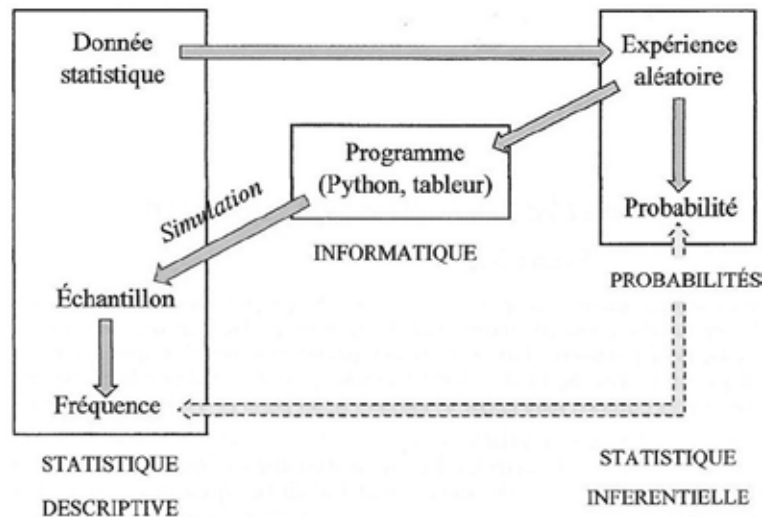 Donnée
statistique
Expérience
aléatoire
Programme
(Python, tableur)
Simulation
Probabilité
INFORMATIQUE
PROBABILITÉS
Échantillon
Fréquence
STATISTIQUE
DESCRIPTIVE
STATISTIQUE
INFERENTIELLE